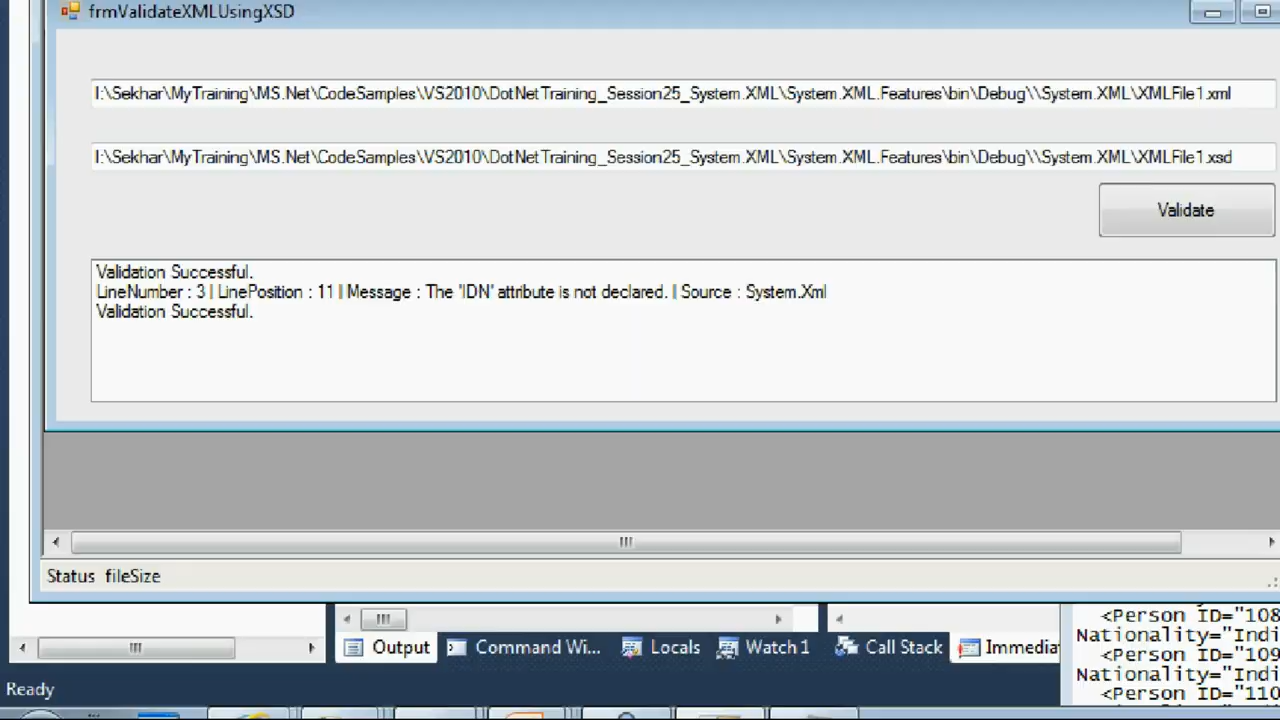 frmValidateXMLUsingXSD
I:\Sekhar\MyTraining\MS.Net\CodeSamples\VS2010\DotNetTraining_Session25_System.XML\System.XML.Features\bin\Debug\\System.XML\XMLFile1.xml
I:\Sekhar\MyTraining\MS.Net\CodeSamples\VS2010\DotNetTraining_Session25_System.XML\System.XML.Features\bin\Debug\\System.XML\XMLFile1.xsd
Validate
Validation Successful.
LineNumber : 3 | LinePosition : 11 | Message : The 'IDN' attribute is not declared. | Source : System.Xml
Validation Successful.
Status fileSize
<Person ID="108
Nationality="Indi
<Person ID="109
Nationality="Indi
<Person ID="110
Output Command Wi... Locals Watch 1 Call Stack Immedia
Ready